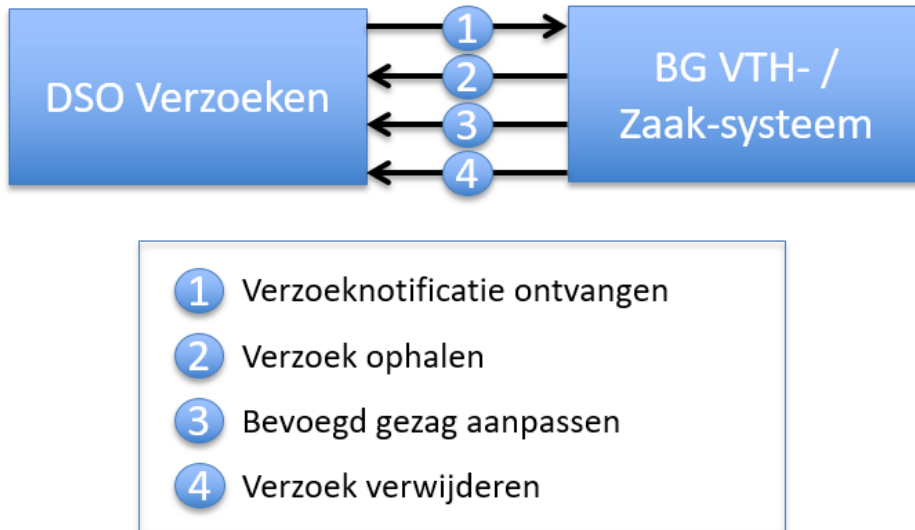 DSO Verzoeken
1
2
3
4
BG VTH- /
Zaak-systeem
1 Verzoeknotificatie ontvangen
2 Verzoek ophalen
3 Bevoegd gezag aanpassen
4 Verzoek verwijderen